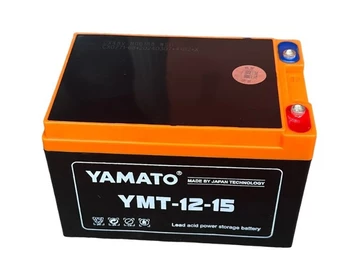 YAMATO
MADE BY JAPAN TECHNOLOGY
YMT-12-15
Lead acid power storage battery